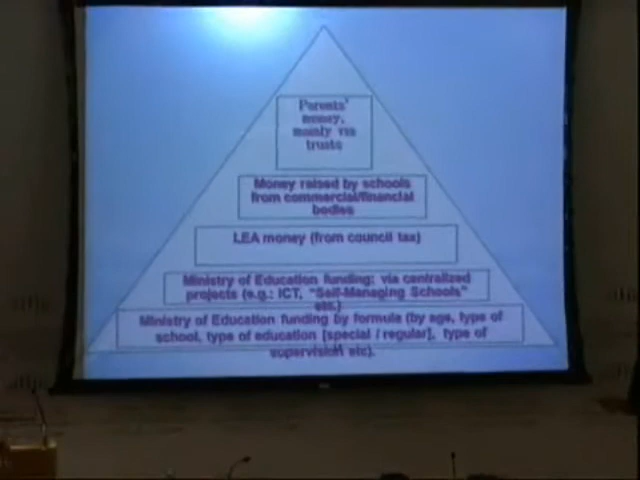 Parents'
money,
mainly via
trusts
Money raised by schools
from commercial/financial
bodies
LEA money (from council tax)
Ministry of Education funding: via centralized
projects (e.g.: ICT, "Self-Managing Schools"
etc.)
Ministry of Education funding by formula (by age, type of
school, type of education [special / regular], type of
supervision etc).